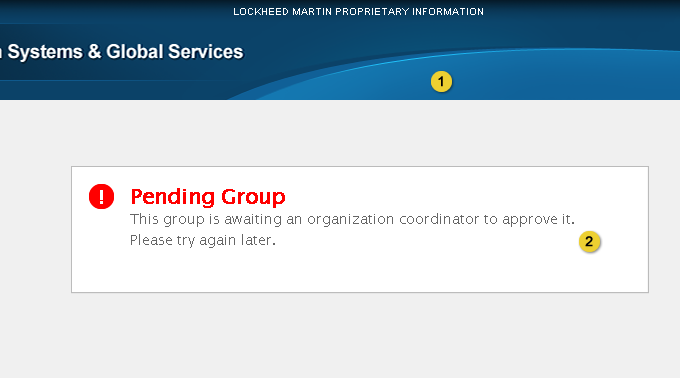 LOCKHEED MARTIN PROPRIETARY INFORMATION
Systems & Global Services
1
!
Pending Group
This group is awaiting an organization coordinator to approve it.
Please try again later.
2